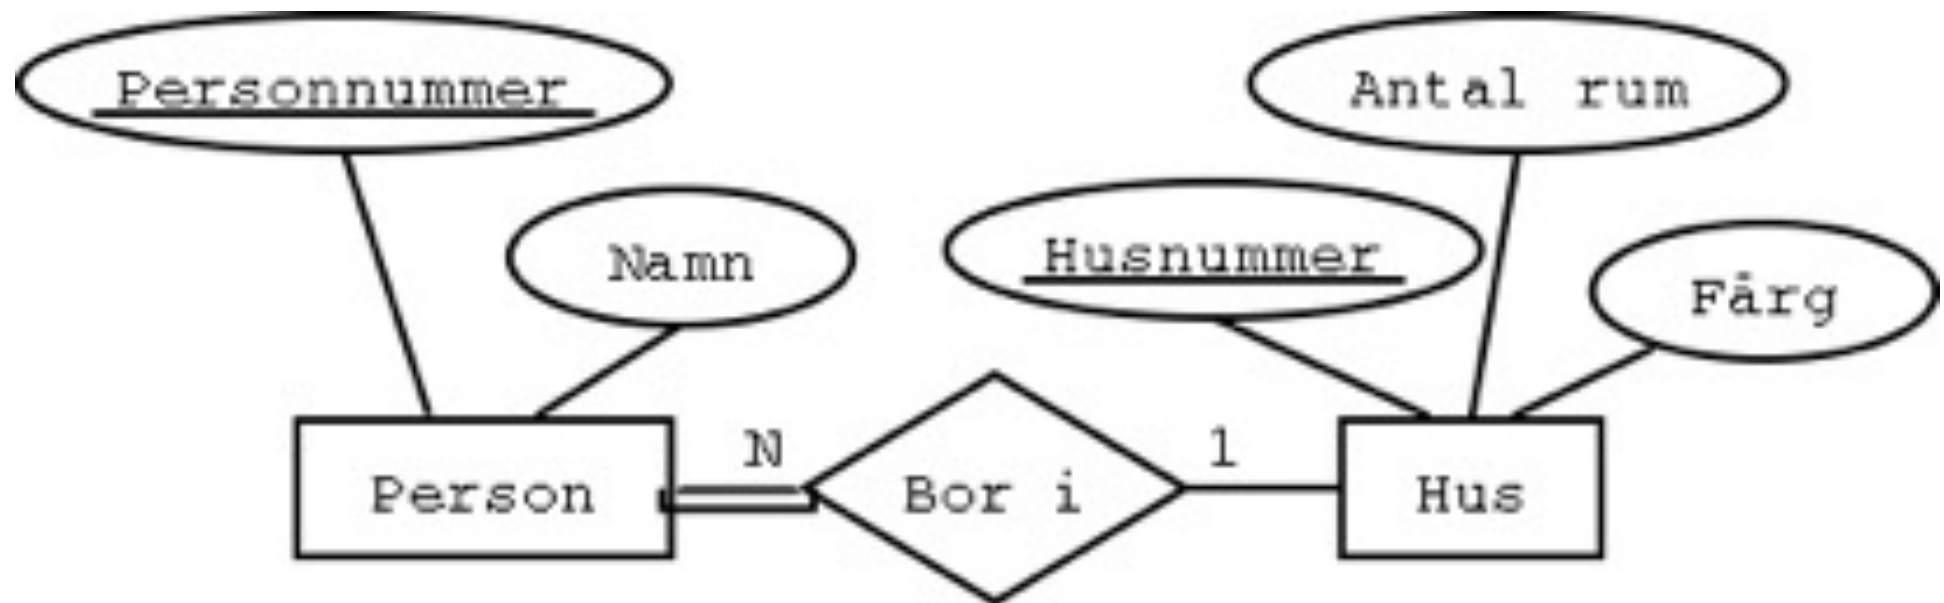 Personnummer
Antal rum
Namn
Husnummer
Färg
Person
N
Bor i
1
Hus